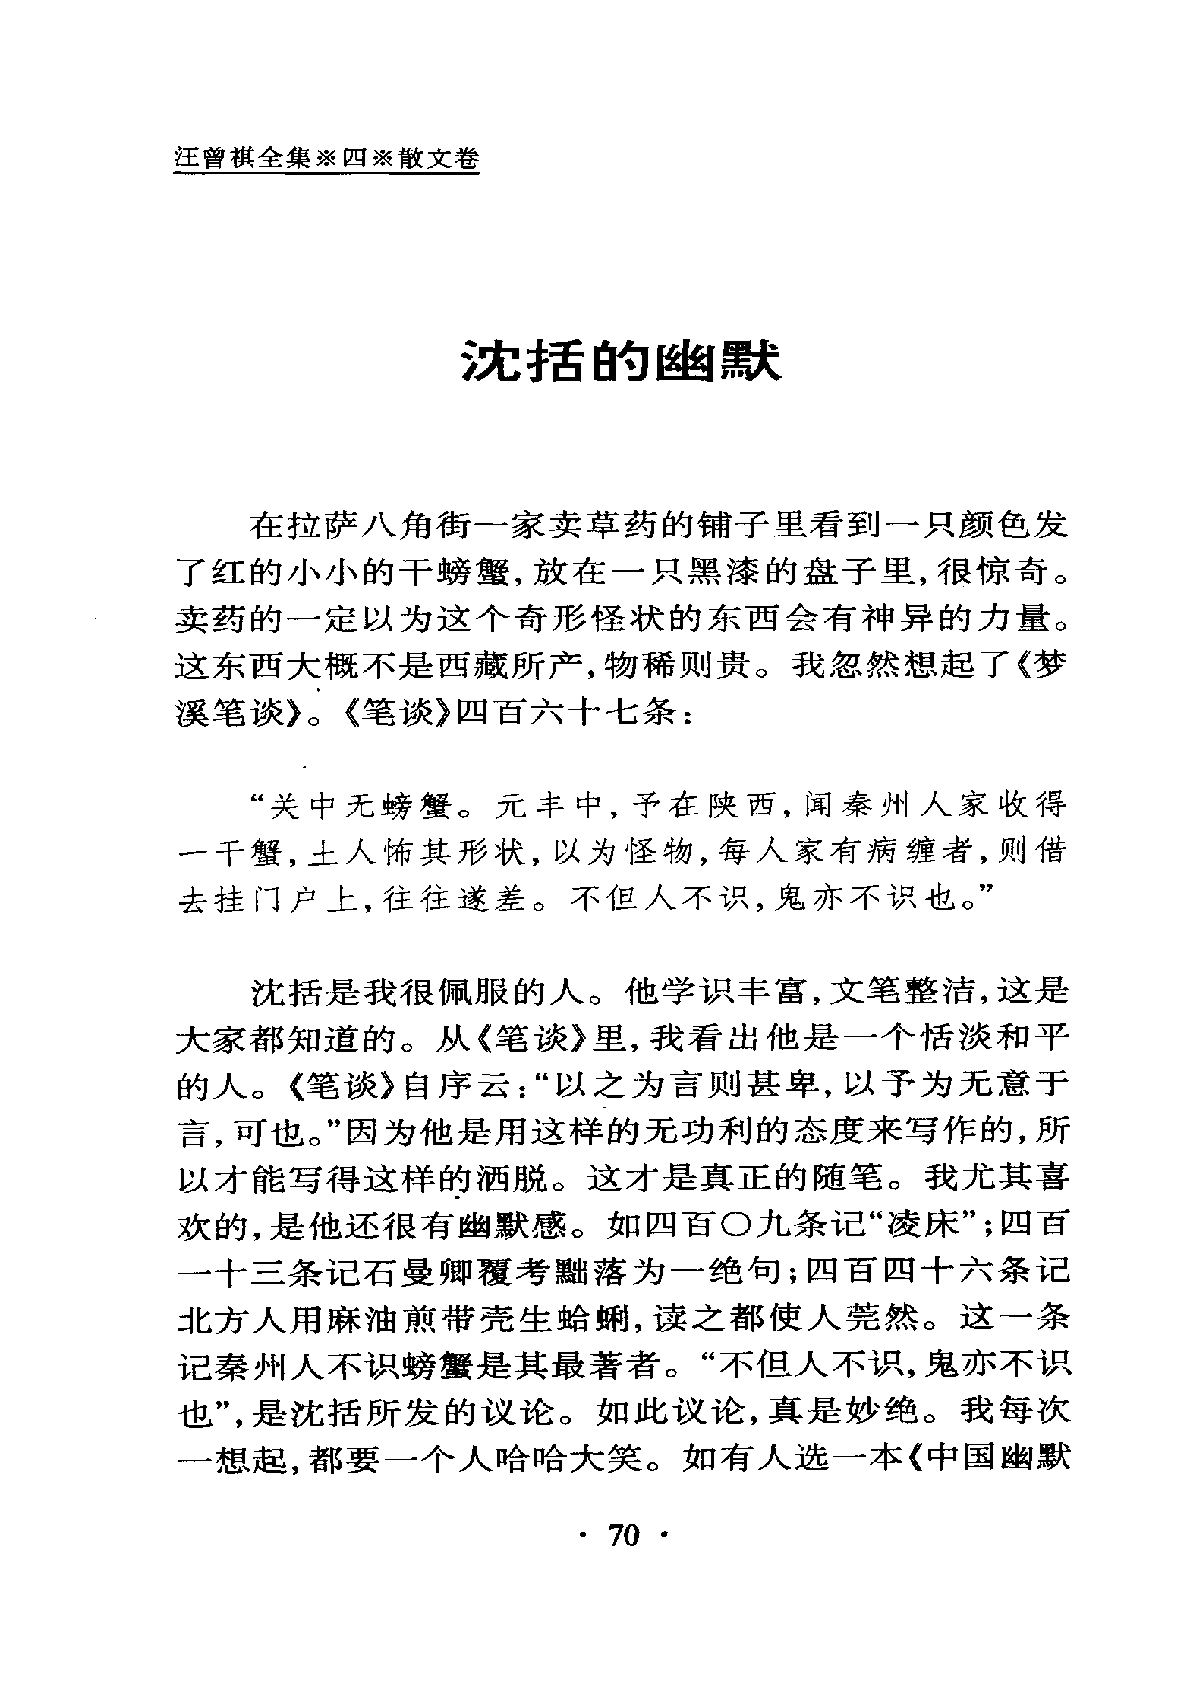 汪曾祺全集※四※散文卷
沈括的幽默
在拉萨八角街一家卖草药的铺子里看到一只颜色发
了红的小小的干螃蟹，放在一只黑漆的盘子里，很惊奇。
卖药的一定以为这个奇形怪状的东西会有神异的力量。
这东西大概不是西藏所产，物稀则贵。我忽然想起了《梦
溪笔谈》。《笔谈》四百六十七条：
“关中无螃蟹。元丰中，予在陕西，闻秦州人家收得
一干蟹，土人怖其形状，以为怪物，每人家有病缠者，则借
去挂门户上，往往遂差。不但人不识，鬼亦不识也。”
沈括是我很佩服的人。他学识丰富，文笔整洁，这是
大家都知道的。从《笔谈》里，我看出他是一个恬淡和平
的人。《笔谈》自序云：“以之为言则甚卑，以予为无意于
言，可也。”因为他是用这样的无功利的态度来写作的，所
以才能写得这样的洒脱。这才是真正的随笔。我尤其喜
欢的，是他还很有幽默感。如四百〇九条记“凌床”；四百
一十三条记石曼卿覆考黜落为一绝句；四百四十六条记
北方人用麻油煎带壳生蛤蜊，读之都使人莞然。这一条
记秦州人不识螃蟹是其最著者。“不但人不识，鬼亦不识
也”，是沈括所发的议论。如此议论，真是妙绝。我每次
一想起，都要一个人哈哈大笑。如有人选一本《中国幽默
· 70 ·